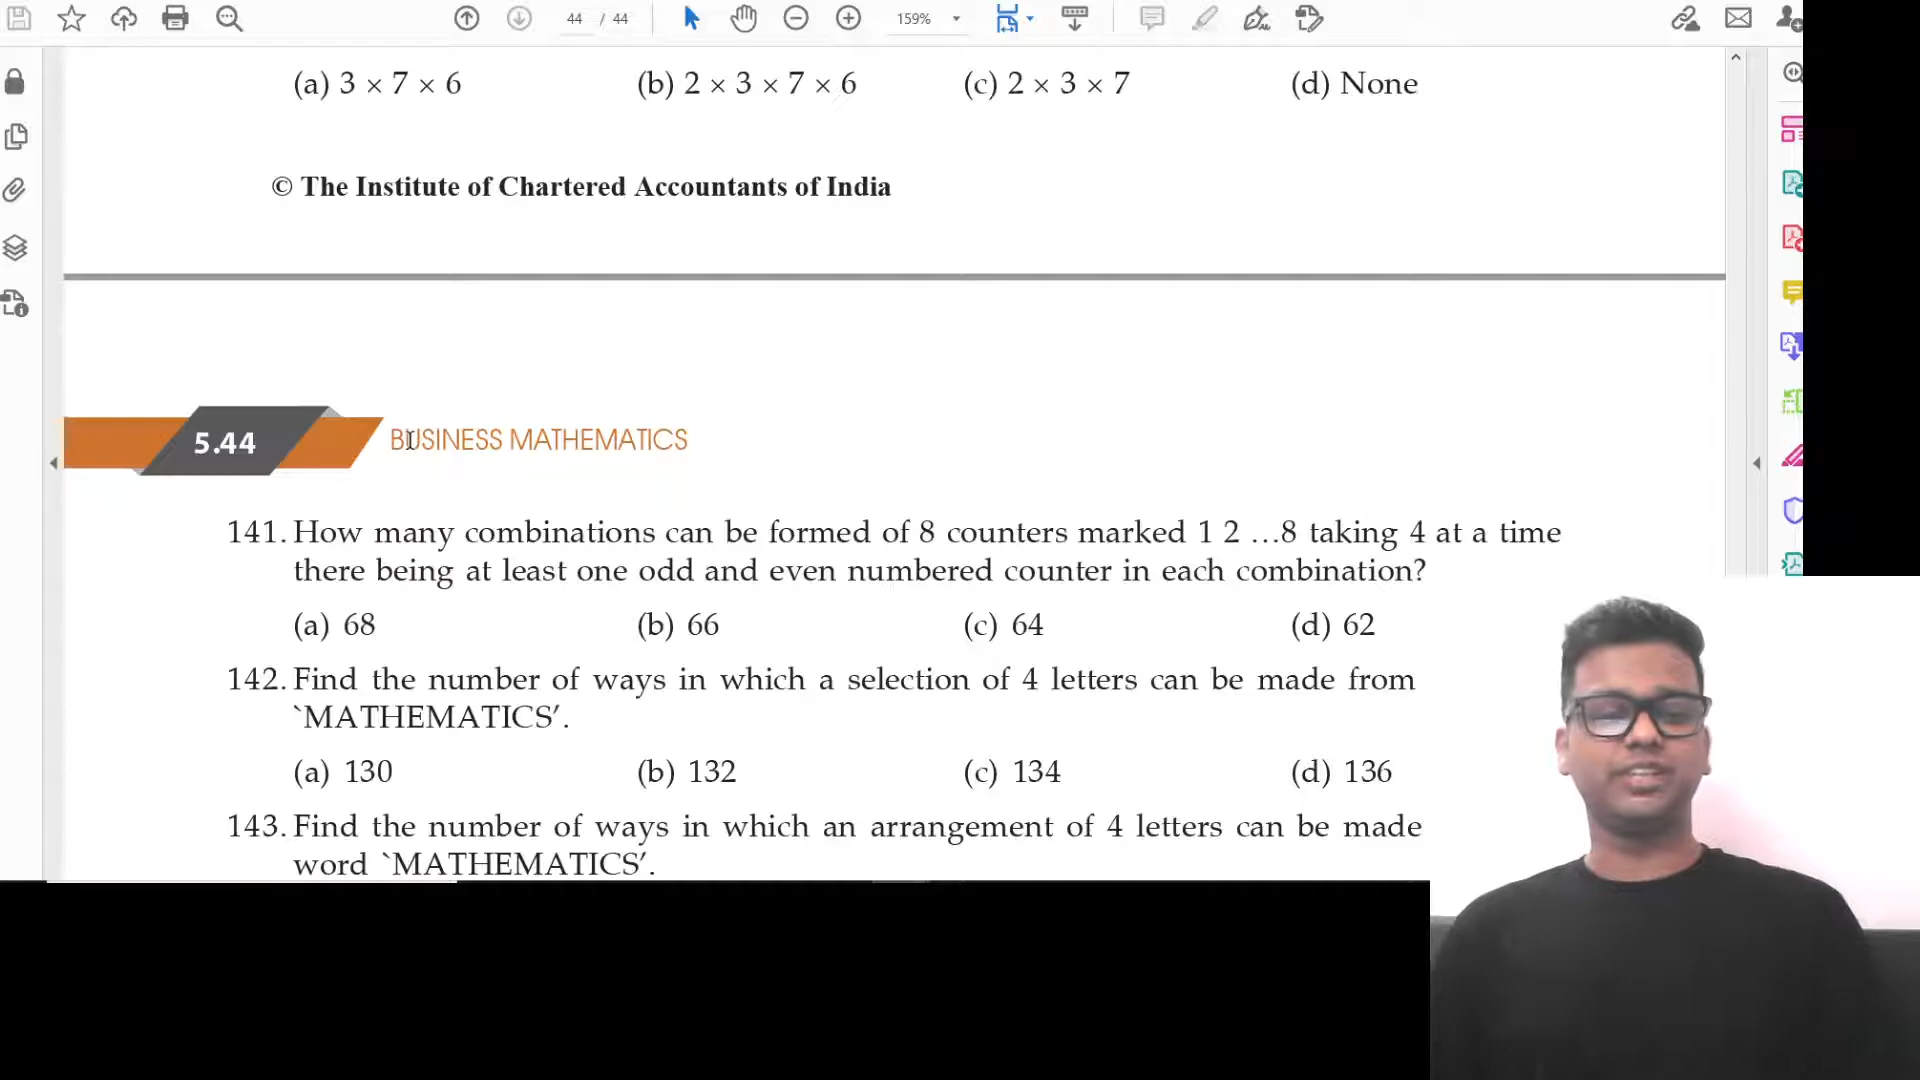 44 / 44
159%
(a) 3 × 7 × 6 (b) 2 × 3 × 7 × 6 (c) 2 × 3 × 7 (d) None
© The Institute of Chartered Accountants of India
5.44 BUSINESS MATHEMATICS
141. How many combinations can be formed of 8 counters marked 1 2 ...8 taking 4 at a time
there being at least one odd and even numbered counter in each combination?
(a) 68 (b) 66 (c) 64 (d) 62
142. Find the number of ways in which a selection of 4 letters can be made from
`MATHEMATICS'.
(a) 130 (b) 132 (c) 134 (d) 136
143. Find the number of ways in which an arrangement of 4 letters can be made
word `MATHEMATICS'.